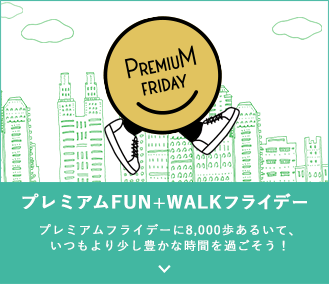 PREMIUM
FRIDAY
プレミアムFUN+WALKフライデー
プレミアムフライデーに8,000歩あるいて、
いつもより少し豊かな時間を過ごそう！